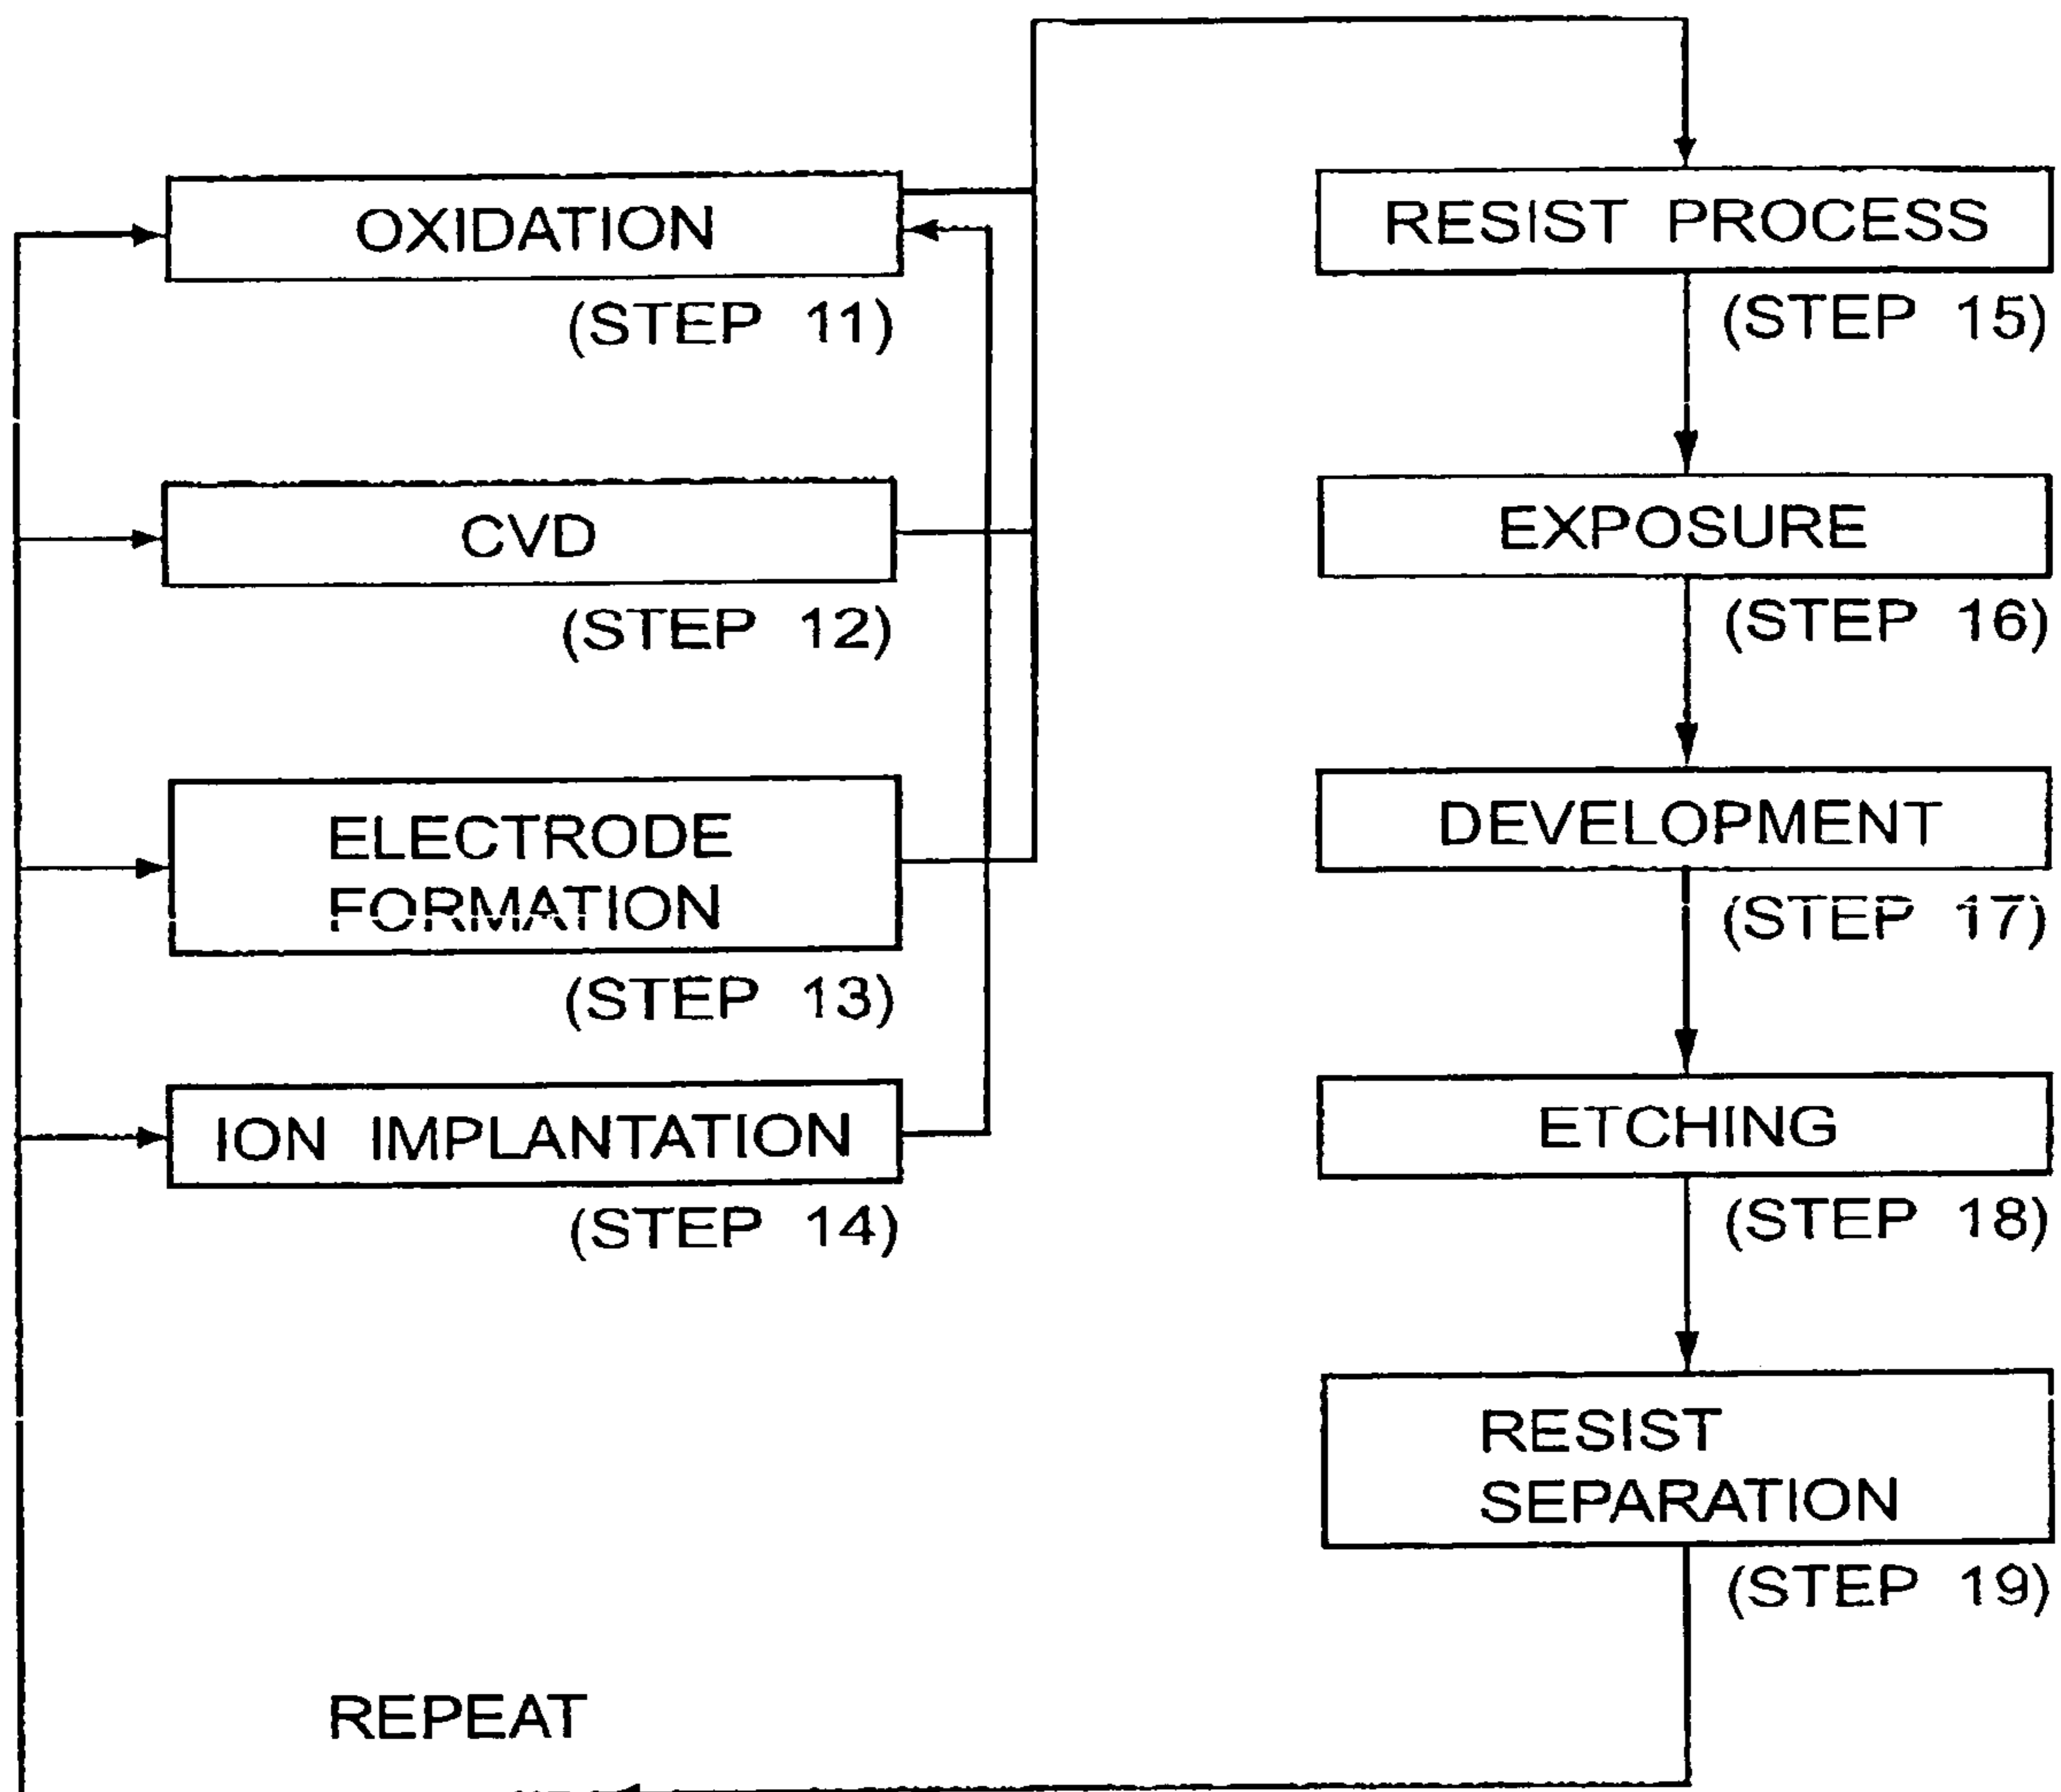 OXIDATION
(STEP 11)
CVD
(STEP 12)
ELECTRODE
FORMATION
(STEP 13)
ION IMPLANTATION
(STEP 14)
RESIST PROCESS
(STEP 15)
EXPOSURE
(STEP 16)
DEVELOPMENT
(STEP 17)
ETCHING
(STEP 18)
RESIST
SEPARATION
(STEP 19)
REPEAT